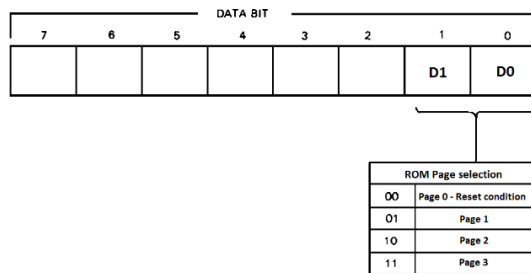 DATA BIT
7 6 5 4 3 2 1 0
D1 D0
ROM Page selection
00 Page 0 - Reset condition
01 Page 1
10 Page 2
11 Page 3